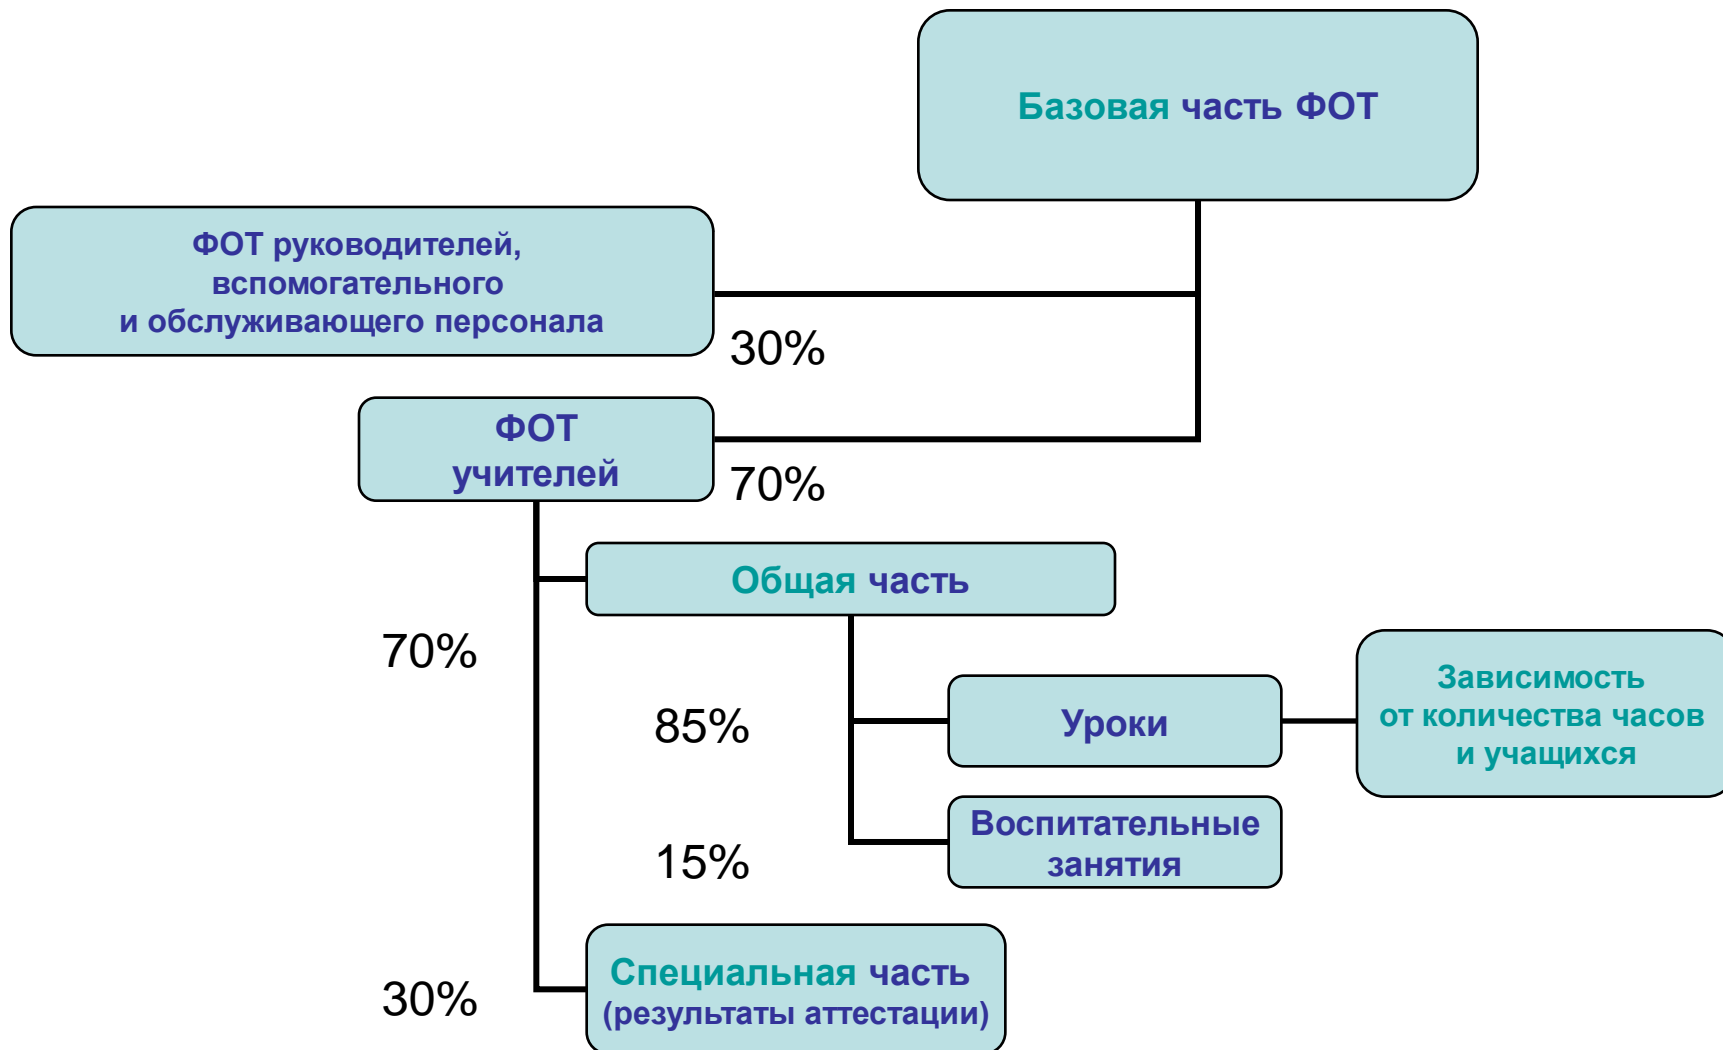 Базовая часть ФОТ
ФОТ руководителей,
вспомогательного
и обслуживающего персонала
30%
ФОТ
учителей
70%
Общая часть
70%
85%
Уроки
Зависимость
от количества часов
и учащихся
15%
Воспитательные
занятия
30%
Специальная часть
(результаты аттестации)